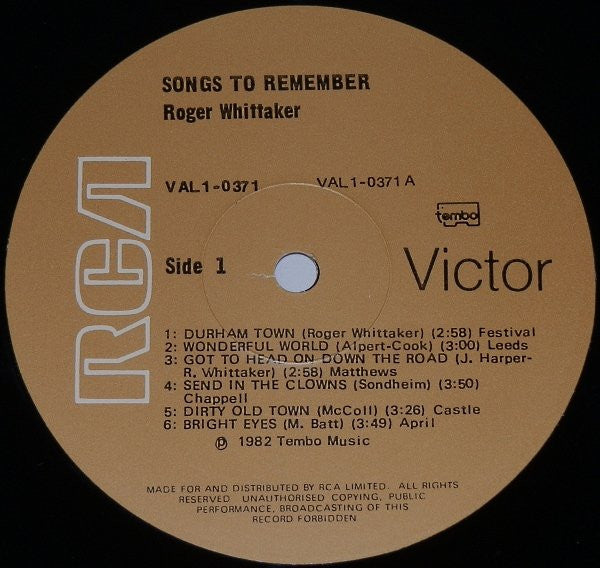 SONGS TO REMEMBER
Roger Whittaker
VAL1-0371
VAL1-0371 A
tembo
RCA
Side 1
Victor
1: DURHAM TOWN (Roger Whittaker) (2:58) Festival
2: WONDERFUL WORLD (Alpert-Cook) (3:00) Leeds
3: GOT TO HEAD ON DOWN THE ROAD (J. Harper-
R. Whittaker) (2:58) Matthews
4: SEND IN THE CLOWNS (Sondheim) (3:50)
Chappell
5: DIRTY OLD TOWN (McColl) (3:26) Castle
6: BRIGHT EYES (M. Batt) (3:49) April
℗ 1982 Tembo Music
MADE FOR AND DISTRIBUTED BY RCA LIMITED. ALL RIGHTS
RESERVED UNAUTHORISED COPYING, PUBLIC
PERFORMANCE, BROADCASTING OF THIS
RECORD FORBIDDEN